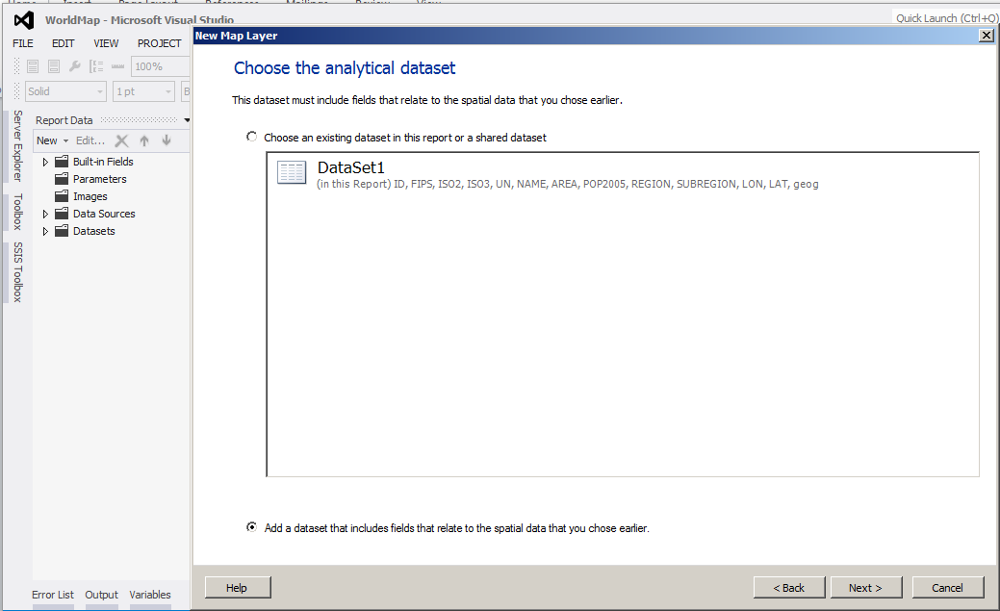 WorldMap - Microsoft Visual Studio
Quick Launch (Ctrl+Q)
FILE EDIT VIEW PROJECT
100%
Solid 1 pt B
Report Data
New Edit...
Built-in Fields
Parameters
Images
Data Sources
Datasets
Server Explorer
Toolbox
SSIS Toolbox
Error List Output Variables
New Map Layer
Choose the analytical dataset
This dataset must include fields that relate to the spatial data that you chose earlier.
Choose an existing dataset in this report or a shared dataset
DataSet1
(in this Report) ID, FIPS, ISO2, ISO3, UN, NAME, AREA, POP2005, REGION, SUBREGION, LON, LAT, geog
Add a dataset that includes fields that relate to the spatial data that you chose earlier.
Help < Back Next > Cancel